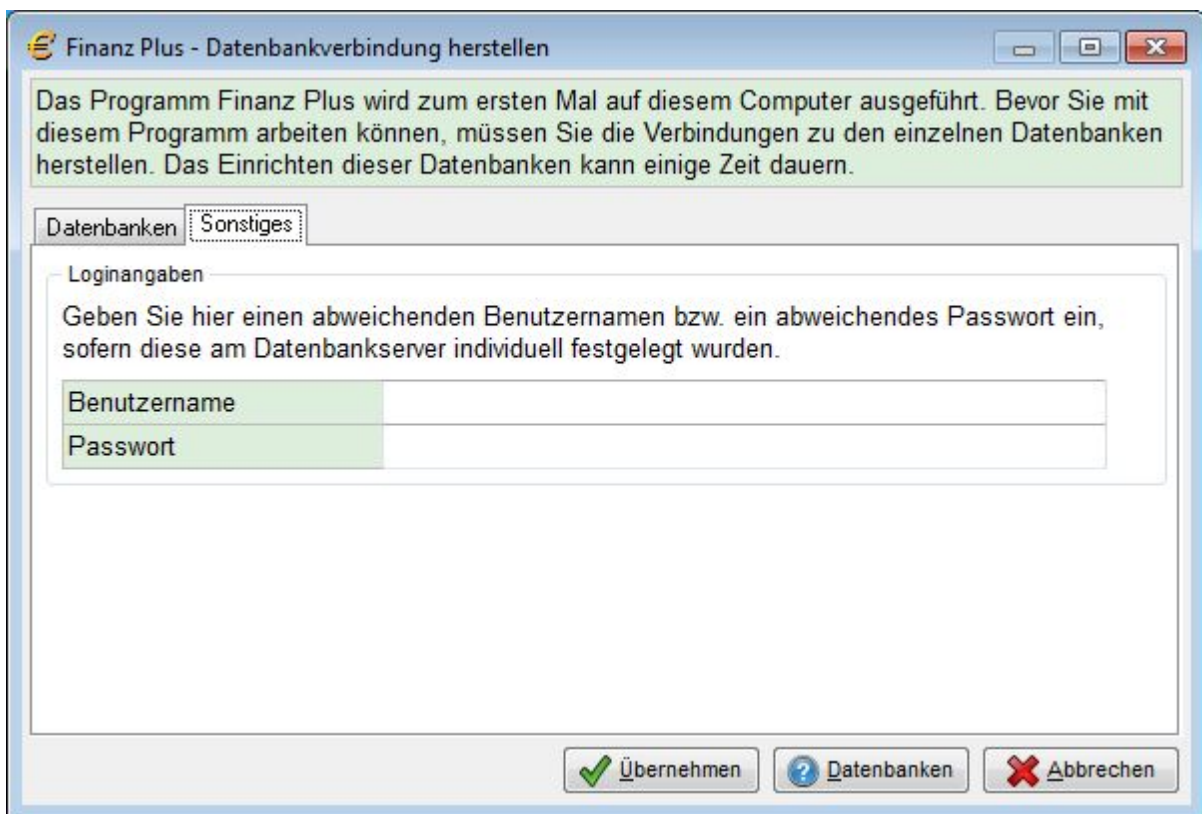 Finanz Plus - Datenbankverbindung herstellen
Das Programm Finanz Plus wird zum ersten Mal auf diesem Computer ausgeführt. Bevor Sie mit
diesem Programm arbeiten können, müssen Sie die Verbindungen zu den einzelnen Datenbanken
herstellen. Das Einrichten dieser Datenbanken kann einige Zeit dauern.
Datenbanken Sonstiges
Loginangaben
Geben Sie hier einen abweichenden Benutzernamen bzw. ein abweichendes Passwort ein,
sofern diese am Datenbankserver individuell festgelegt wurden.
Benutzername
Passwort
Übernehmen Datenbanken Abbrechen